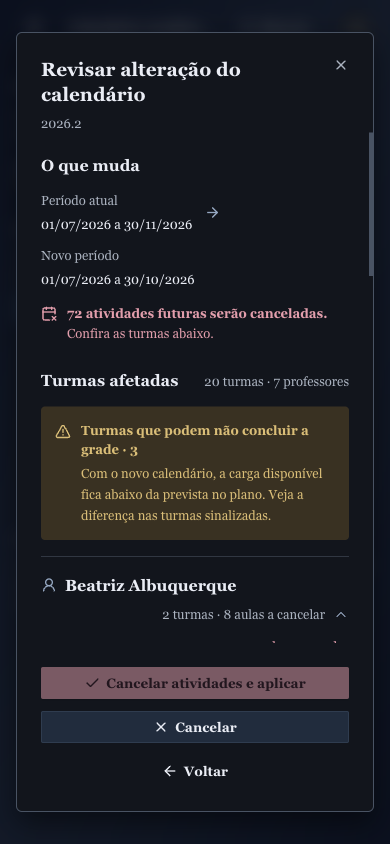 Revisar alteração do
calendário
2026.2
O que muda
Período atual
01/07/2026 a 30/11/2026
Novo período
01/07/2026 a 30/10/2026
72 atividades futuras serão canceladas.
Confira as turmas abaixo.
Turmas afetadas 20 turmas · 7 professores
Turmas que podem não concluir a
grade · 3
Com o novo calendário, a carga disponível
fica abaixo da prevista no plano. Veja a
diferença nas turmas sinalizadas.
Beatriz Albuquerque
2 turmas · 8 aulas a cancelar
Cancelar atividades e aplicar
Cancelar
Voltar